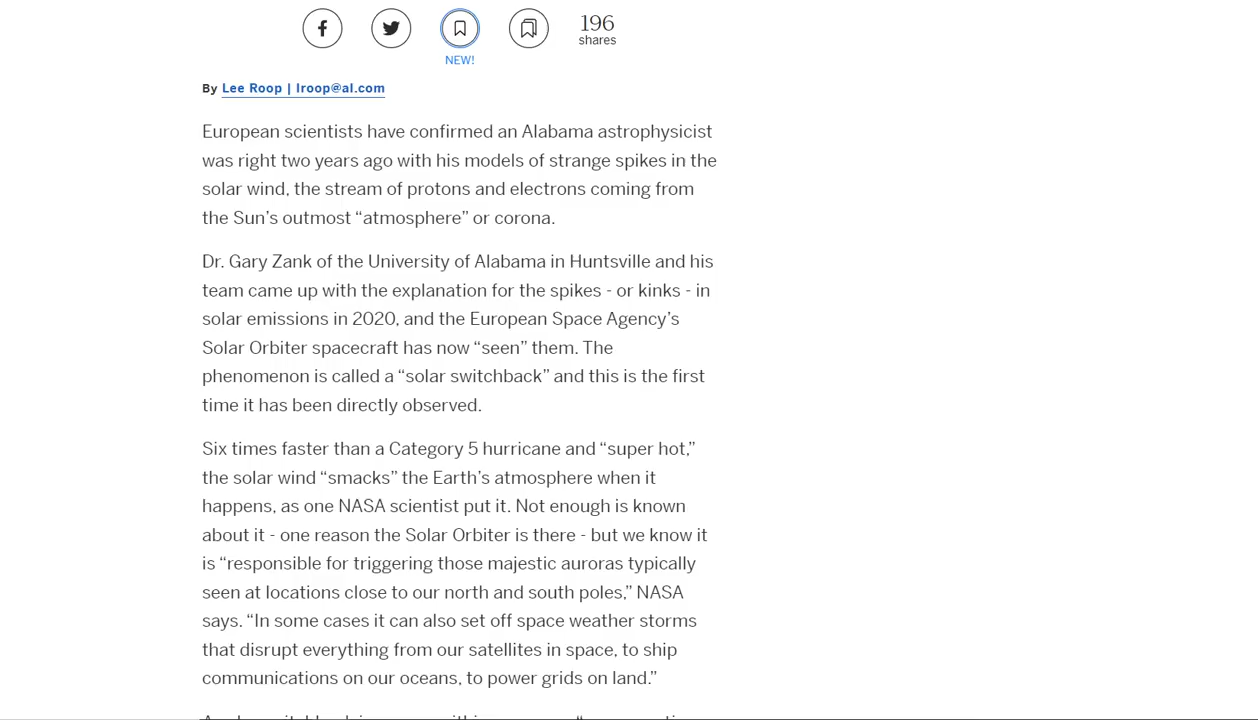 196
shares
NEW!
By Lee Roop | lroop@al.com
European scientists have confirmed an Alabama astrophysicist
was right two years ago with his models of strange spikes in the
solar wind, the stream of protons and electrons coming from
the Sun’s outmost “atmosphere” or corona.
Dr. Gary Zank of the University of Alabama in Huntsville and his
team came up with the explanation for the spikes - or kinks - in
solar emissions in 2020, and the European Space Agency’s
Solar Orbiter spacecraft has now “seen” them. The
phenomenon is called a “solar switchback” and this is the first
time it has been directly observed.
Six times faster than a Category 5 hurricane and “super hot,”
the solar wind “smacks” the Earth’s atmosphere when it
happens, as one NASA scientist put it. Not enough is known
about it - one reason the Solar Orbiter is there - but we know it
is “responsible for triggering those majestic auroras typically
seen at locations close to our north and south poles,” NASA
says. “In some cases it can also set off space weather storms
that disrupt everything from our satellites in space, to ship
communications on our oceans, to power grids on land.”